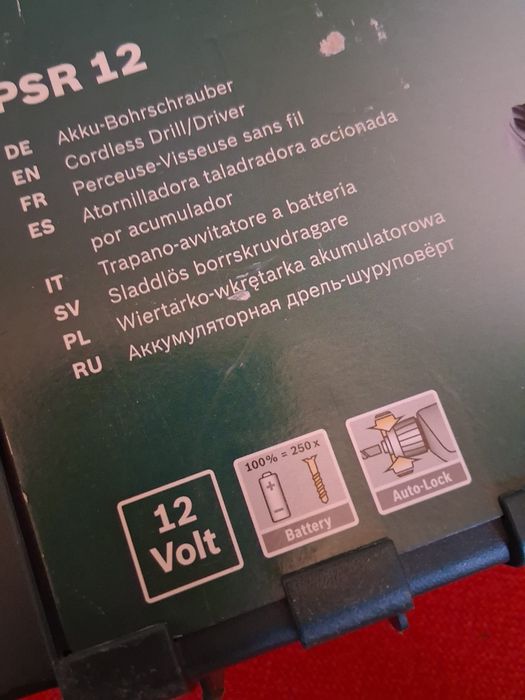 PSR 12
DE Akku-Bohrschrauber
EN Cordless Drill/Driver
FR Perceuse-Visseuse sans fil
ES Atornilladora taladradora accionada
por acumulador
IT Trapano-avvitatore a batteria
SV Sladdlös borrskruvdragare
PL Wiertarko-wkrętarka akumulatorowa
RU Аккумуляторная дрель-шуруповёрт
12
Volt
100% = 250 x
Battery
Auto-Lock